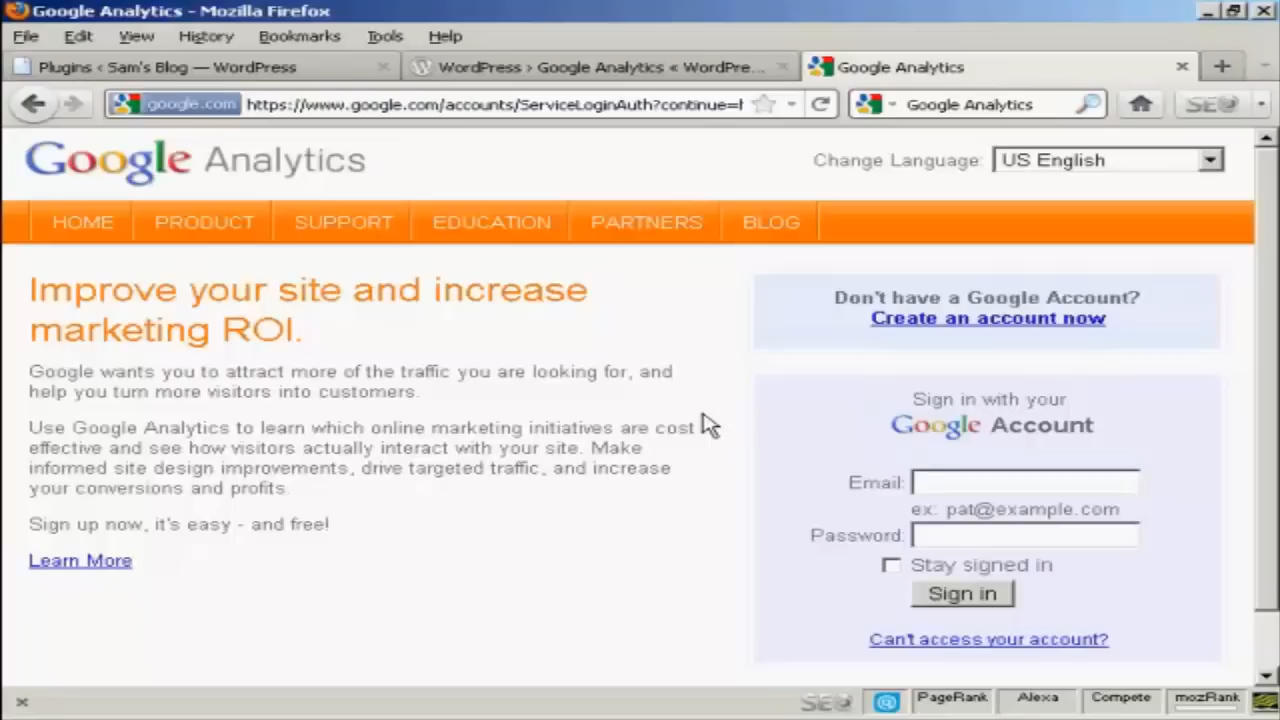 Google Analytics - Mozilla Firefox
File Edit View History Bookmarks Tools Help
Plugins ‹ Sam's Blog — WordPress
WordPress › Google Analytics « WordPre...
Google Analytics
google.com
https://www.google.com/accounts/ServiceLoginAuth?continue=h
Google Analytics
SEO
Google Analytics
Change Language: US English
HOME PRODUCT SUPPORT EDUCATION PARTNERS BLOG
Improve your site and increase
marketing ROI.
Google wants you to attract more of the traffic you are looking for, and
help you turn more visitors into customers.
Use Google Analytics to learn which online marketing initiatives are cost
effective and see how visitors actually interact with your site. Make
informed site design improvements, drive targeted traffic, and increase
your conversions and profits.
Sign up now, it's easy - and free!
Learn More
Don't have a Google Account?
Create an account now
Sign in with your
Google Account
Email:
ex: pat@example.com
Password:
Stay signed in
Sign in
Can't access your account?
SEO PageRank Alexa Compete mozRank